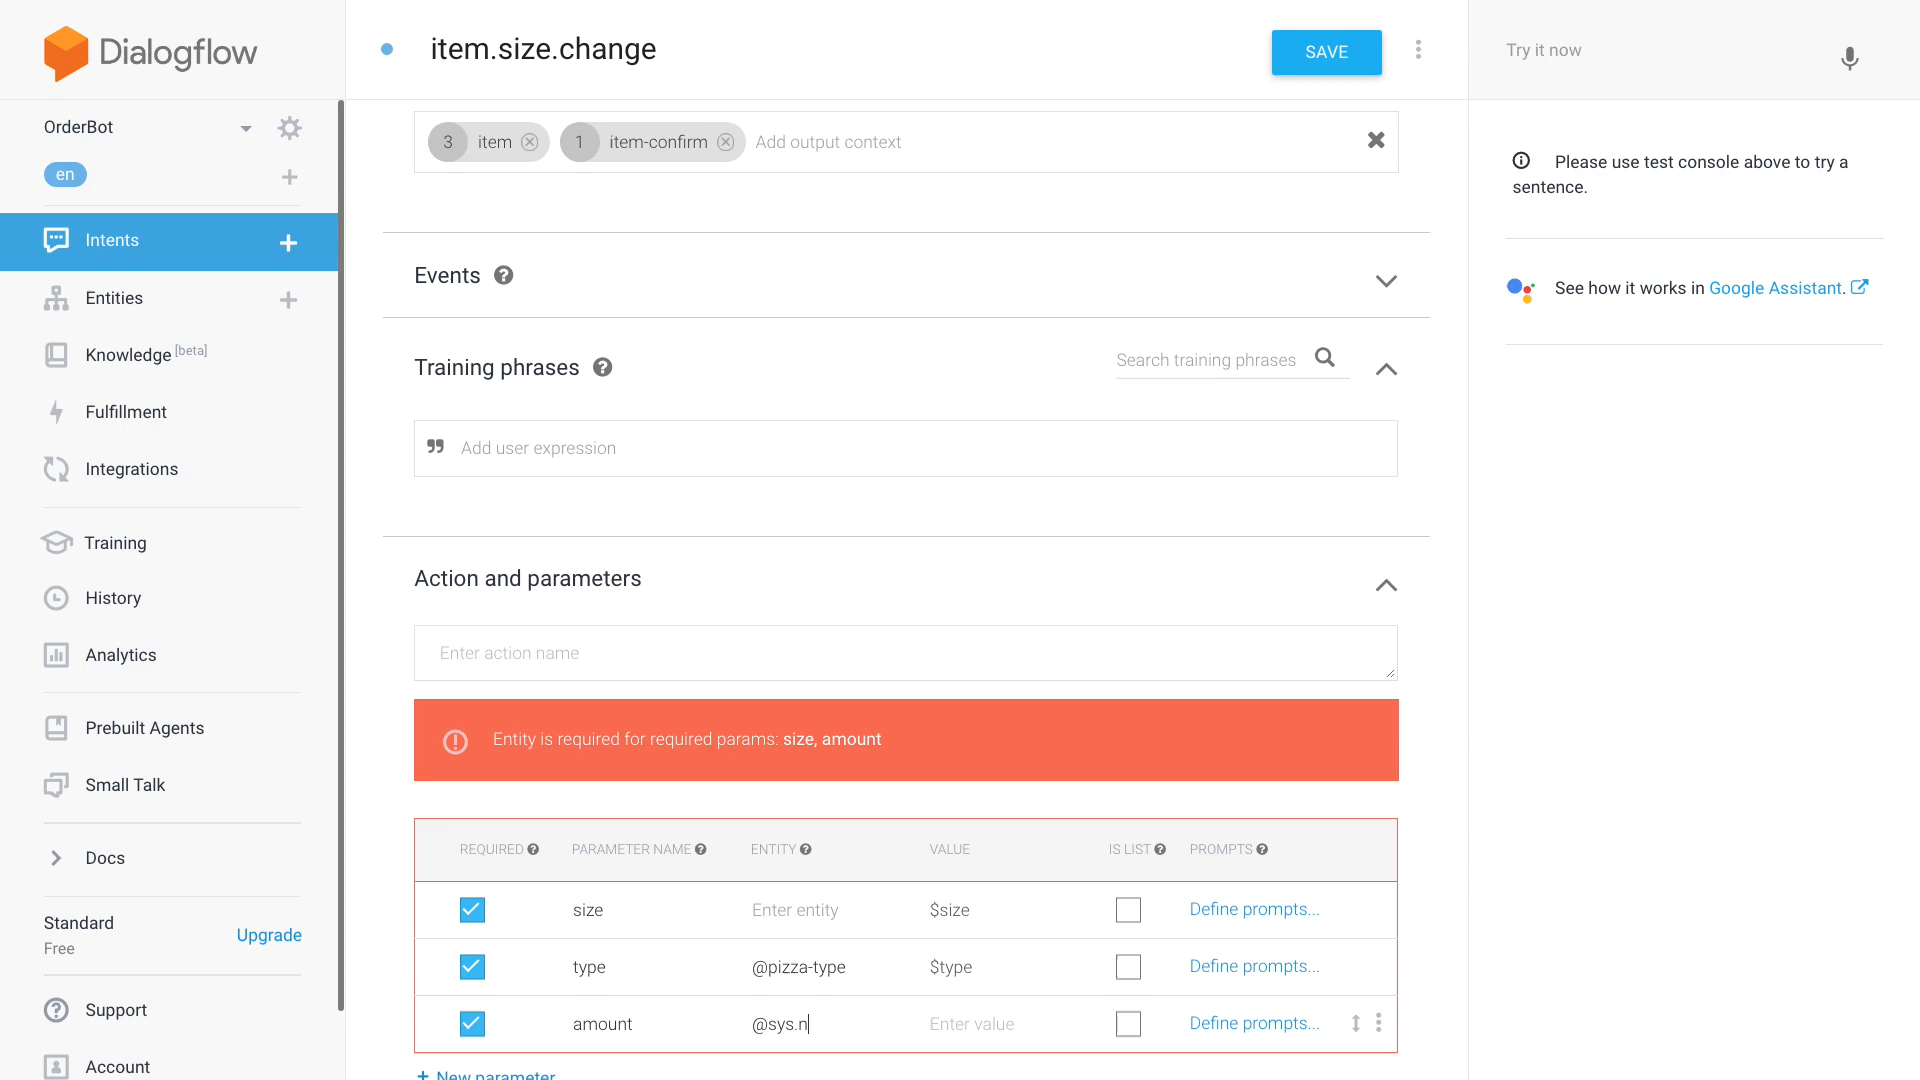 Dialogflow
OrderBot
en
Intents
Entities
Knowledge [beta]
Fulfillment
Integrations
Training
History
Analytics
Prebuilt Agents
Small Talk
Docs
Standard
Free
Upgrade
Support
Account
item.size.change
SAVE
3 item
1 item-confirm
Add output context
Events
Training phrases
Search training phrases
Add user expression
Action and parameters
Enter action name
Entity is required for required params: size, amount
REQUIRED PARAMETER NAME ENTITY VALUE IS LIST PROMPTS
size Enter entity $size Define prompts...
type @pizza-type $type Define prompts...
amount @sys.n Enter value Define prompts...
+ New parameter
Try it now
Please use test console above to try a
sentence.
See how it works in Google Assistant.